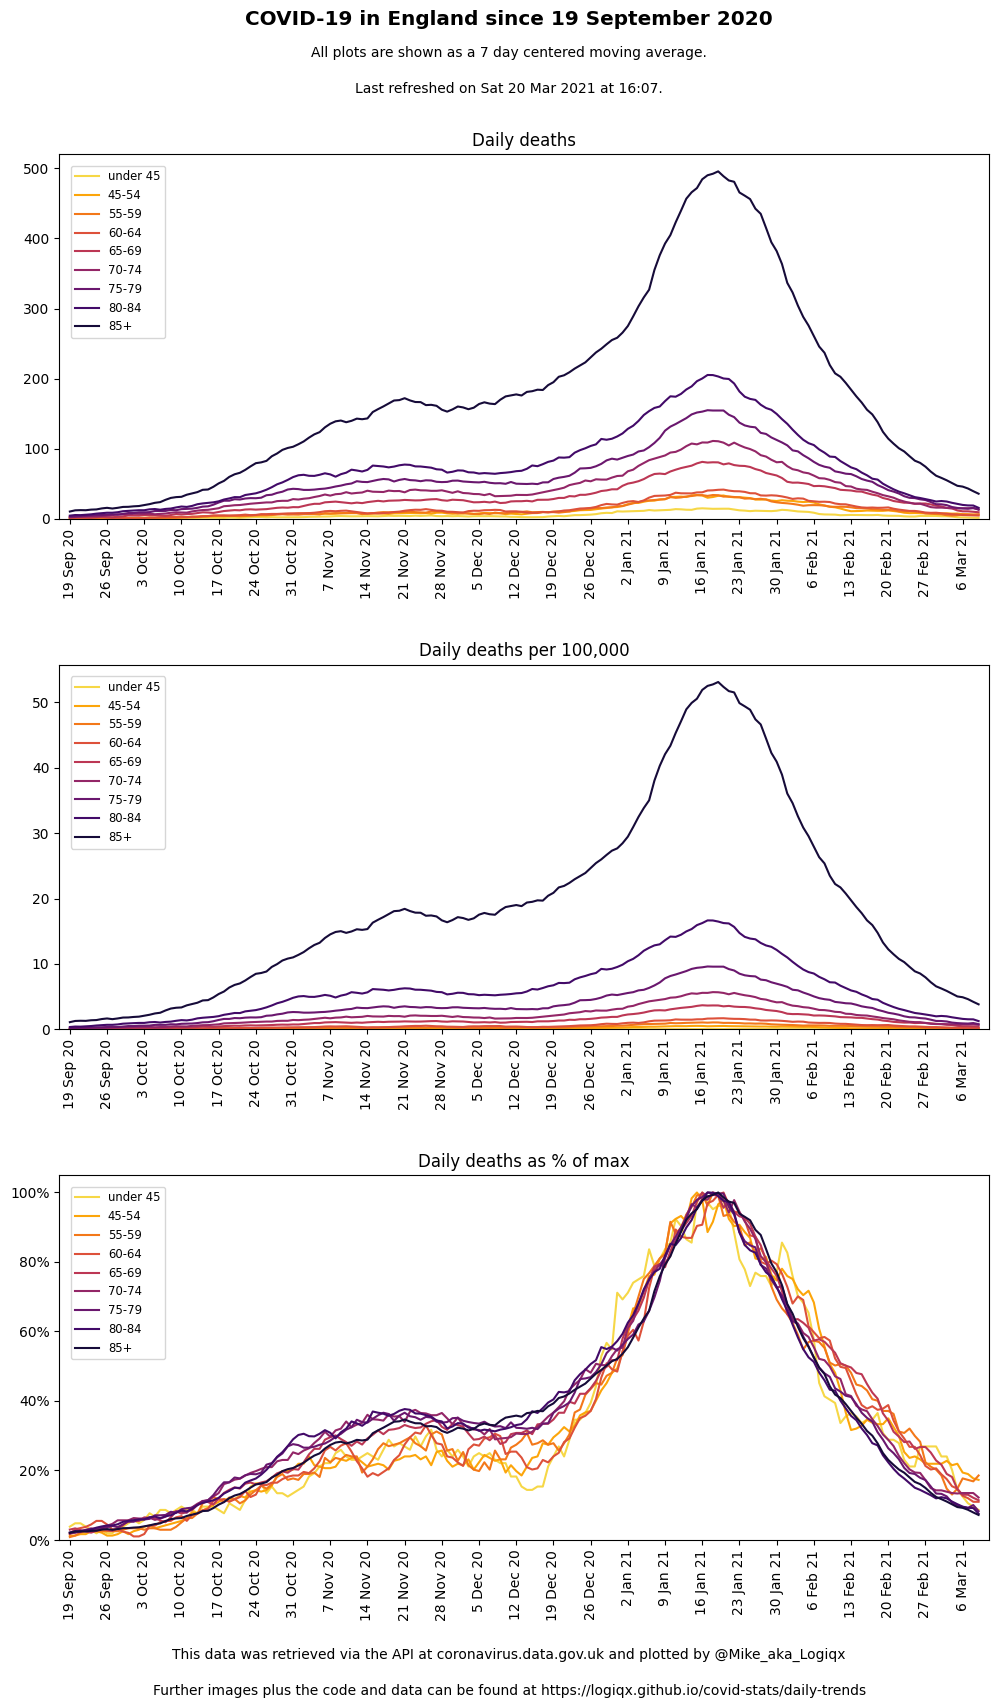 COVID-19 in England since 19 September 2020
All plots are shown as a 7 day centered moving average.
Last refreshed on Sat 20 Mar 2021 at 16:07.
Daily deaths
500
400
300
200
100
0
under 45
45-54
55-59
60-64
65-69
70-74
75-79
80-84
85+
19 Sep 20
26 Sep 20
3 Oct 20
10 Oct 20
17 Oct 20
24 Oct 20
31 Oct 20
7 Nov 20
14 Nov 20
21 Nov 20
28 Nov 20
5 Dec 20
12 Dec 20
19 Dec 20
26 Dec 20
2 Jan 21
9 Jan 21
16 Jan 21
23 Jan 21
30 Jan 21
6 Feb 21
13 Feb 21
20 Feb 21
27 Feb 21
6 Mar 21
Daily deaths per 100,000
50
40
30
20
10
0
under 45
45-54
55-59
60-64
65-69
70-74
75-79
80-84
85+
19 Sep 20
26 Sep 20
3 Oct 20
10 Oct 20
17 Oct 20
24 Oct 20
31 Oct 20
7 Nov 20
14 Nov 20
21 Nov 20
28 Nov 20
5 Dec 20
12 Dec 20
19 Dec 20
26 Dec 20
2 Jan 21
9 Jan 21
16 Jan 21
23 Jan 21
30 Jan 21
6 Feb 21
13 Feb 21
20 Feb 21
27 Feb 21
6 Mar 21
Daily deaths as % of max
100%
80%
60%
40%
20%
0%
under 45
45-54
55-59
60-64
65-69
70-74
75-79
80-84
85+
19 Sep 20
26 Sep 20
3 Oct 20
10 Oct 20
17 Oct 20
24 Oct 20
31 Oct 20
7 Nov 20
14 Nov 20
21 Nov 20
28 Nov 20
5 Dec 20
12 Dec 20
19 Dec 20
26 Dec 20
2 Jan 21
9 Jan 21
16 Jan 21
23 Jan 21
30 Jan 21
6 Feb 21
13 Feb 21
20 Feb 21
27 Feb 21
6 Mar 21
This data was retrieved via the API at coronavirus.data.gov.uk and plotted by @Mike_aka_Logiqx
Further images plus the code and data can be found at https://logiqx.github.io/covid-stats/daily-trends